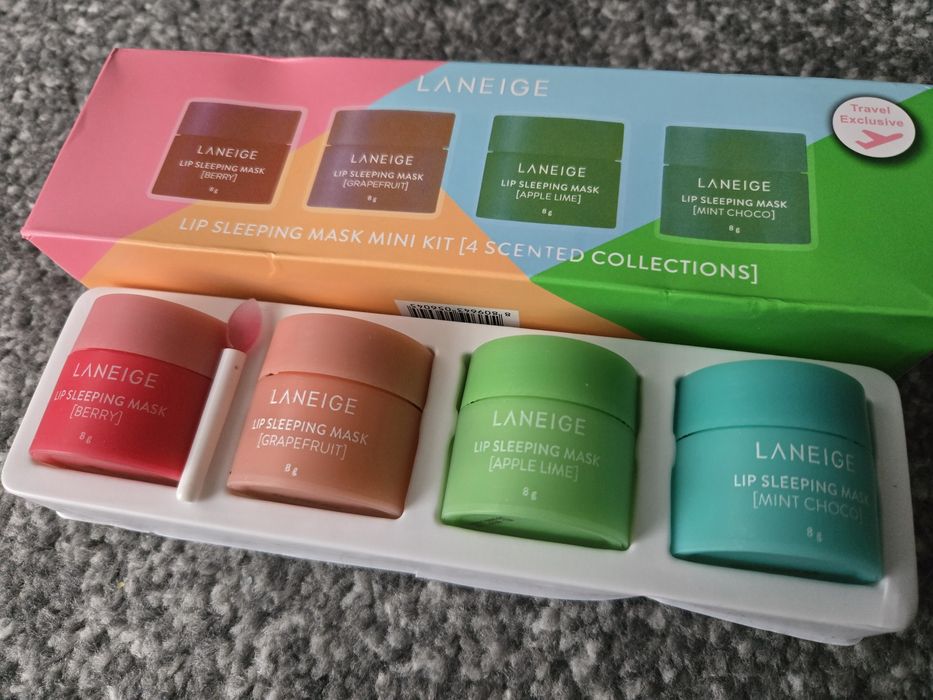 LANEIGE
Travel
Exclusive
LANEIGE
LIP SLEEPING MASK
[BERRY]
8g
LANEIGE
LIP SLEEPING MASK
[GRAPEFRUIT]
8g
LANEIGE
LIP SLEEPING MASK
[APPLE LIME]
8g
LANEIGE
LIP SLEEPING MASK
[MINT CHOCO]
8g
LIP SLEEPING MASK MINI KIT [4 SCENTED COLLECTIONS]
8 809643 056045
LANEIGE
LIP SLEEPING MASK
[BERRY]
8g
LANEIGE
LIP SLEEPING MASK
[GRAPEFRUIT]
8g
LANEIGE
LIP SLEEPING MASK
[APPLE LIME]
8g
LANEIGE
LIP SLEEPING MASK
[MINT CHOCO]
8g